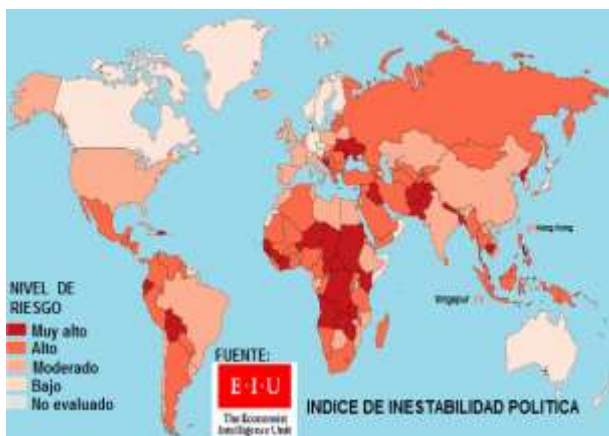 Hong Kong
Singapur
NIVEL DE
RIESGO
Muy alto
Alto
Moderado
Bajo
No evaluado
FUENTE:
E·I·U
The Economist
Intelligence Unit
INDICE DE INESTABILIDAD POLITICA